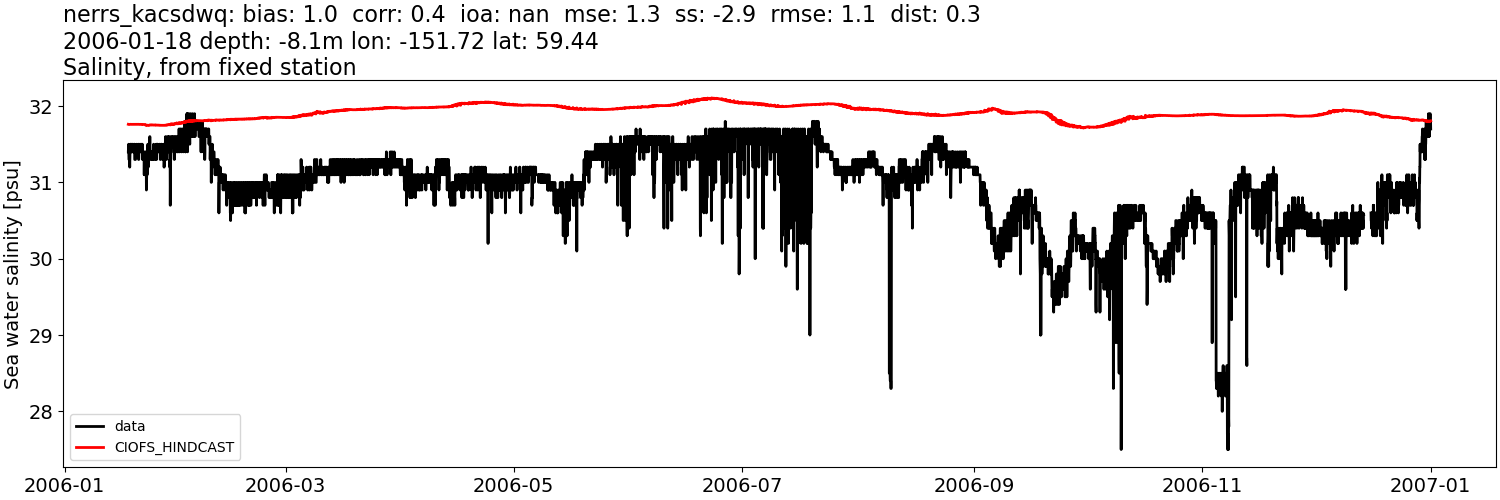 nerrs_kacsdwq: bias: 1.0  corr: 0.4  ioa: nan  mse: 1.3  ss: -2.9  rmse: 1.1  dist: 0.3
2006-01-18 depth: -8.1m lon: -151.72 lat: 59.44
Salinity, from fixed station
Sea water salinity [psu]
32
31
30
29
28
data
CIOFS_HINDCAST
2006-01
2006-03
2006-05
2006-07
2006-09
2006-11
2007-01